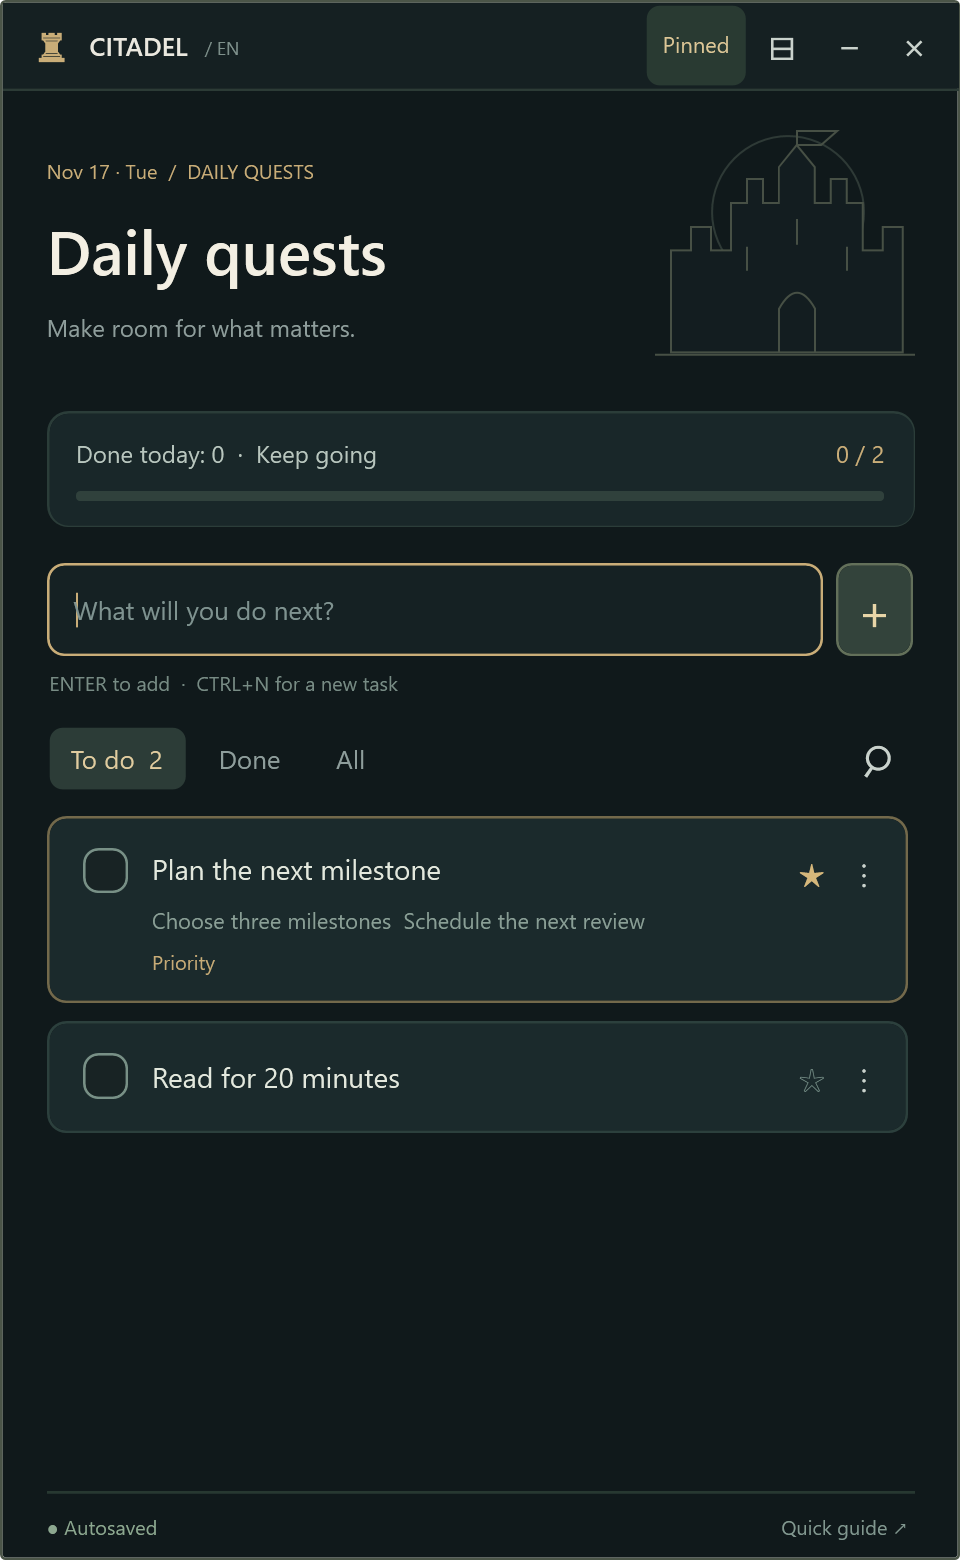 CITADEL / EN
Pinned
Nov 17 · Tue / DAILY QUESTS
Daily quests
Make room for what matters.
Done today: 0 · Keep going
0 / 2
What will you do next?
+
ENTER to add · CTRL+N for a new task
To do 2
Done
All
Plan the next milestone
Choose three milestones Schedule the next review
Priority
Read for 20 minutes
● Autosaved
Quick guide ↗